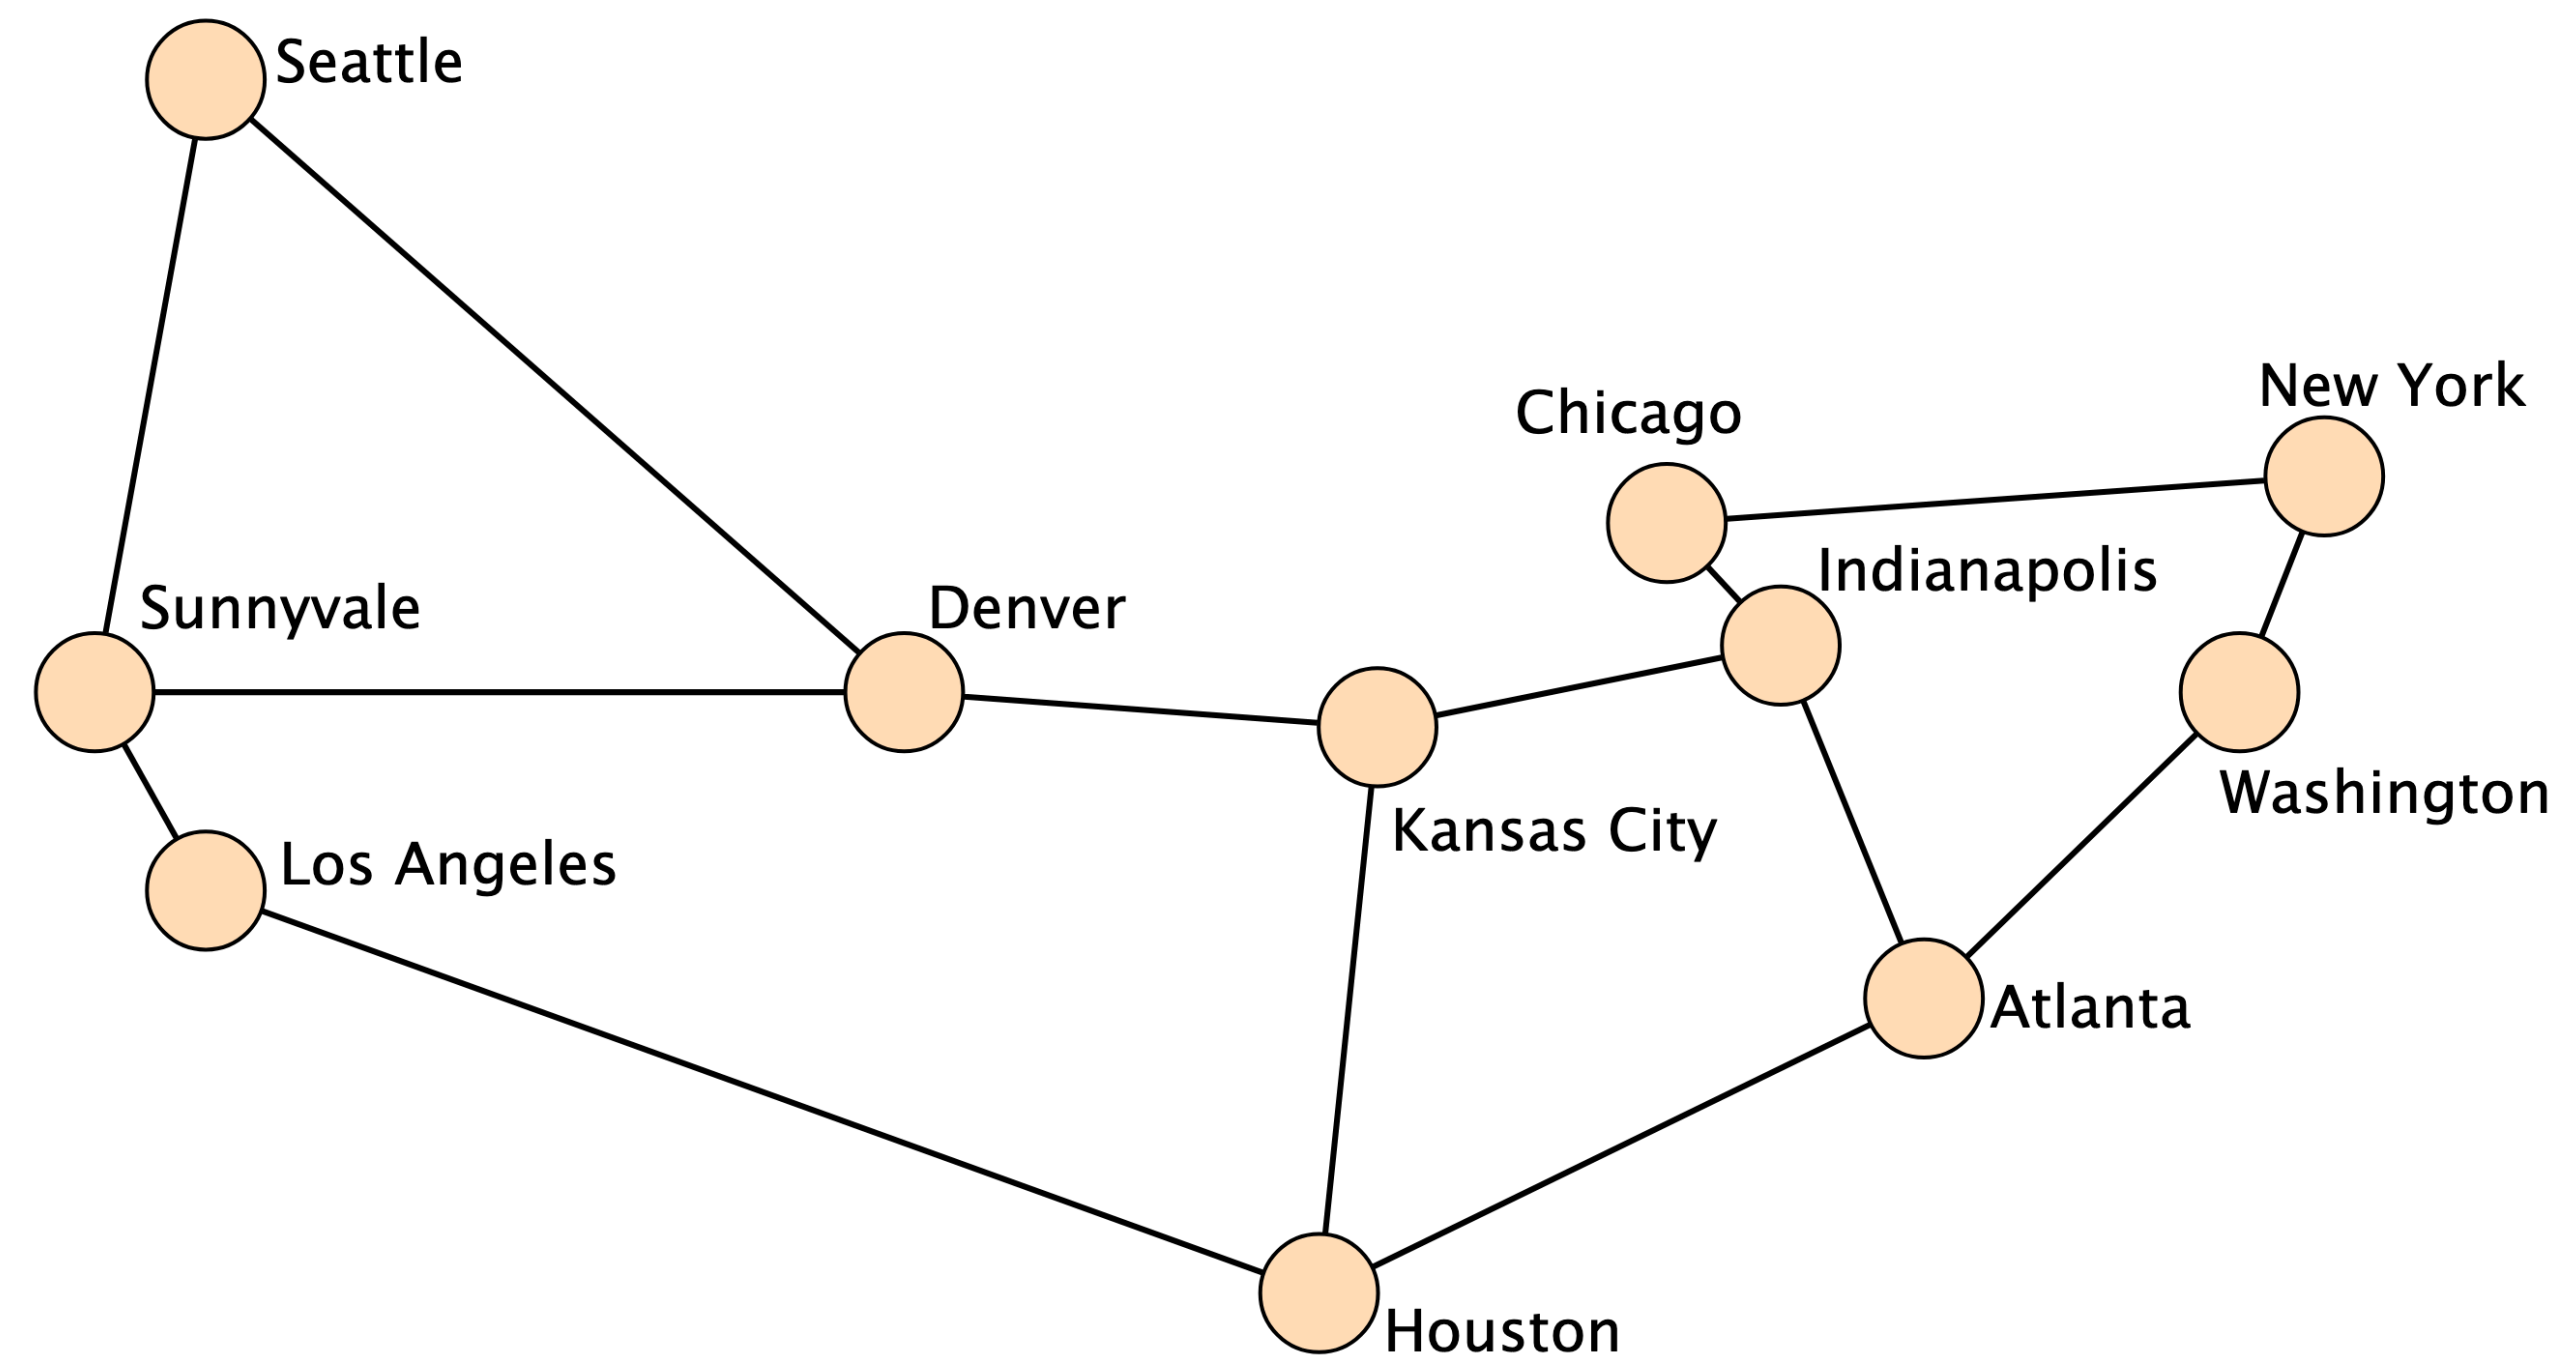 Seattle
New York
Chicago
Indianapolis
Sunnyvale
Denver
Washington
Kansas City
Los Angeles
Atlanta
Houston